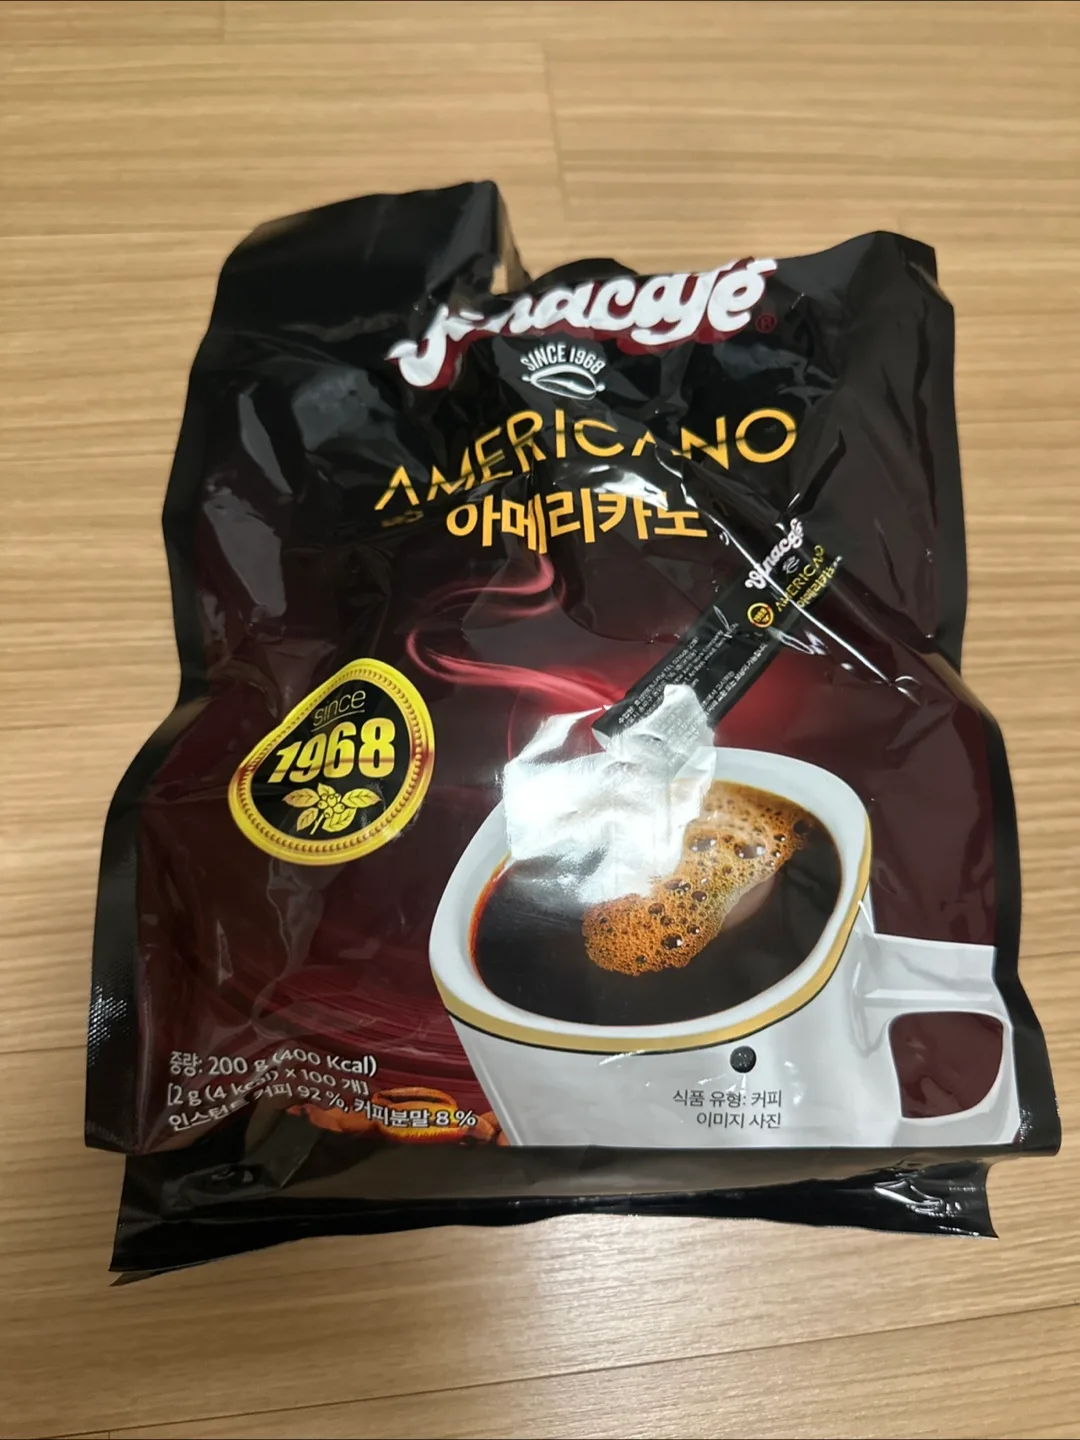 Vinacafé ®
SINCE 1968
AMERICANO
아메리카노
Vinacafé
AMERICANO
since
1968
중량: 200 g (400 Kcal)
[2 g (4 kcal) x 100 개]
인스턴트 커피 92 %, 커피분말 8 %
식품 유형: 커피
이미지 사진